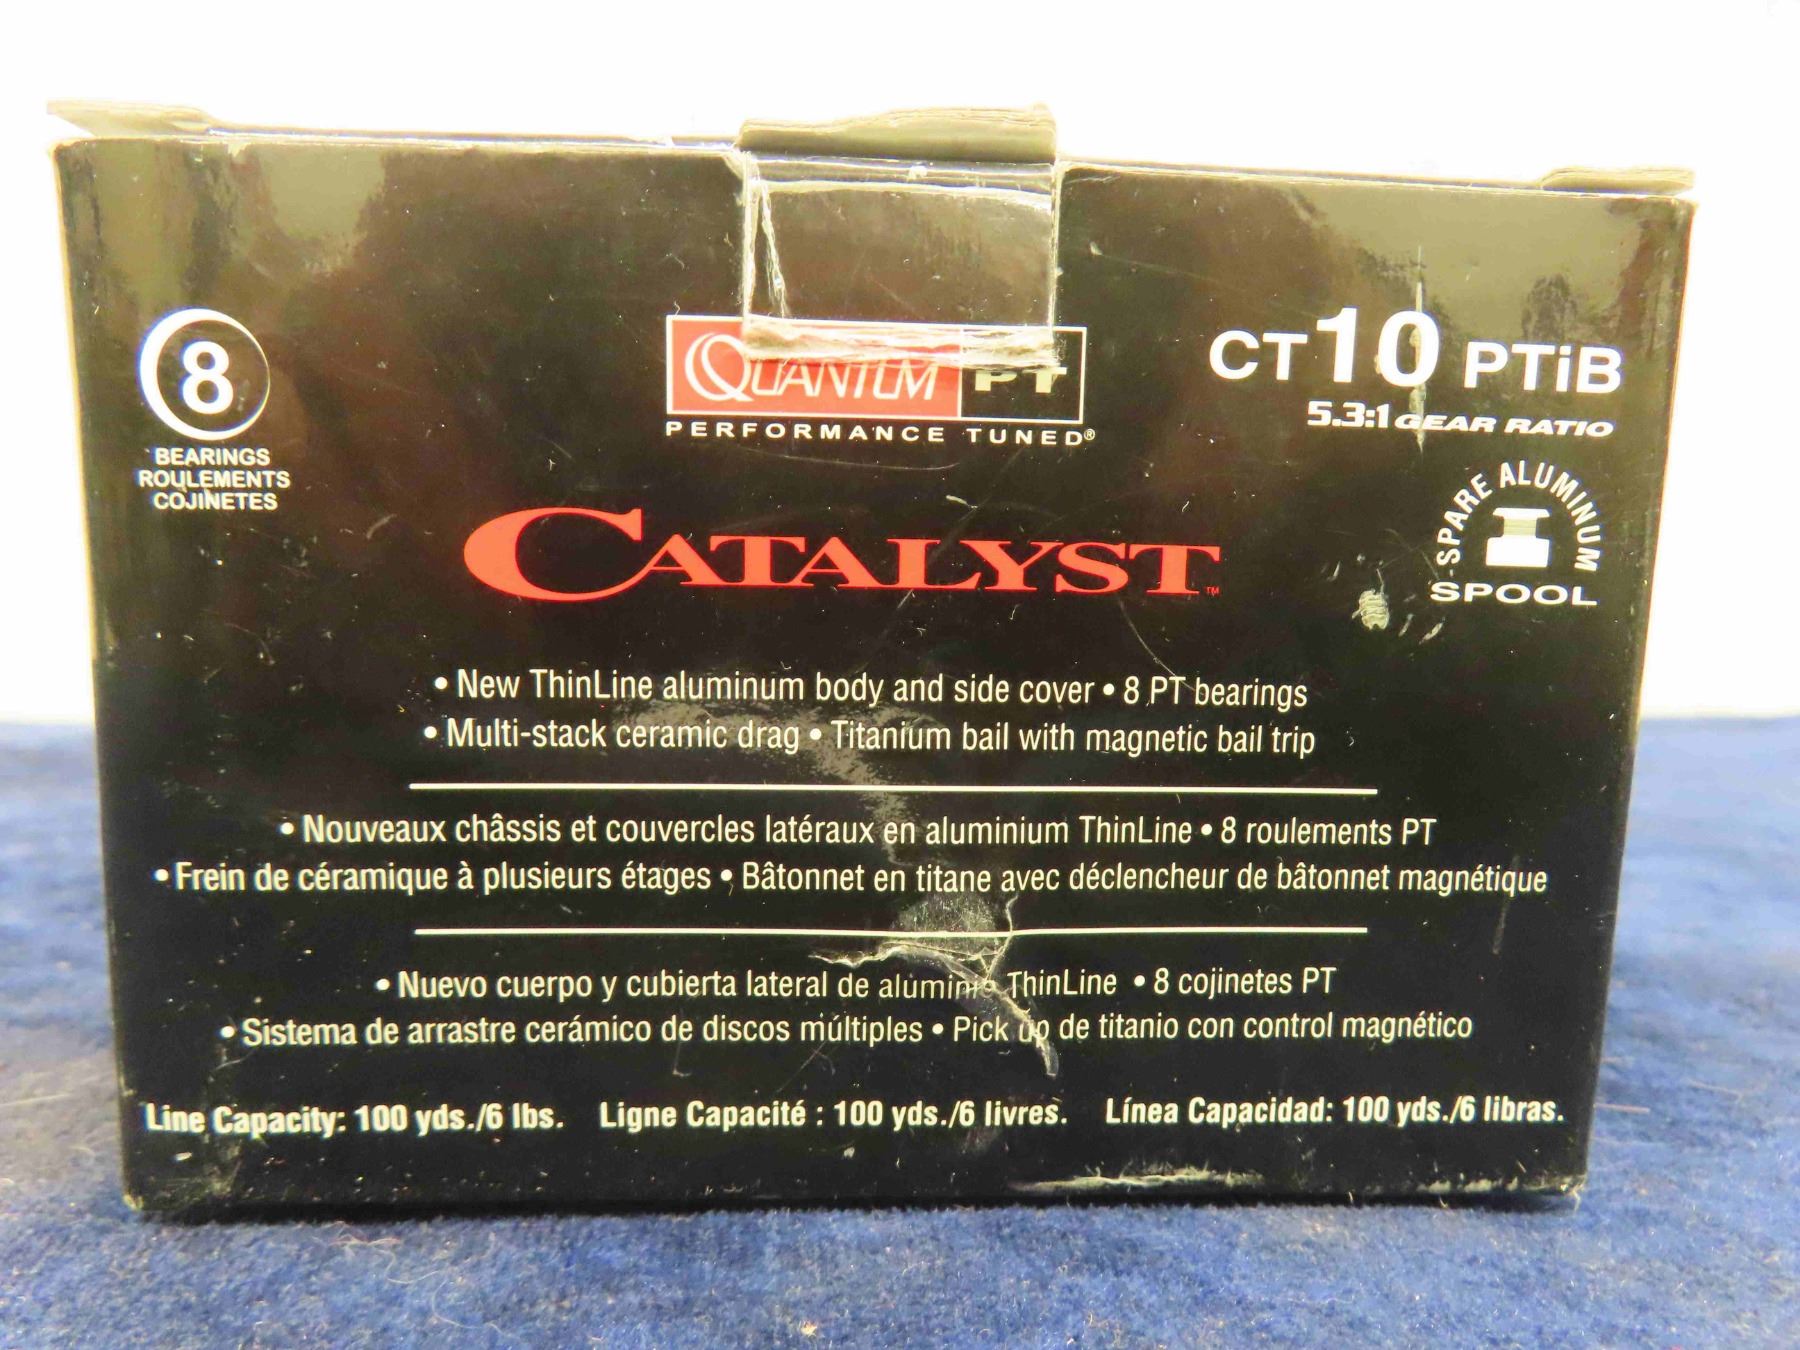 8
BEARINGS
ROULEMENTS
COJINETES
QUANTUM PT
PERFORMANCE TUNED®
CT10 PTiB
5.3:1 GEAR RATIO
SPARE ALUMINUM
SPOOL
CATALYST™
• New ThinLine aluminum body and side cover • 8 PT bearings
• Multi-stack ceramic drag • Titanium bail with magnetic bail trip
• Nouveaux châssis et couvercles latéraux en aluminium ThinLine • 8 roulements PT
• Frein de céramique à plusieurs étages • Bâtonnet en titane avec déclencheur de bâtonnet magnétique
• Nuevo cuerpo y cubierta lateral de aluminio ThinLine • 8 cojinetes PT
• Sistema de arrastre cerámico de discos múltiples • Pick up de titanio con control magnético
Line Capacity: 100 yds./6 lbs. Ligne Capacité : 100 yds./6 livres. Línea Capacidad: 100 yds./6 libras.